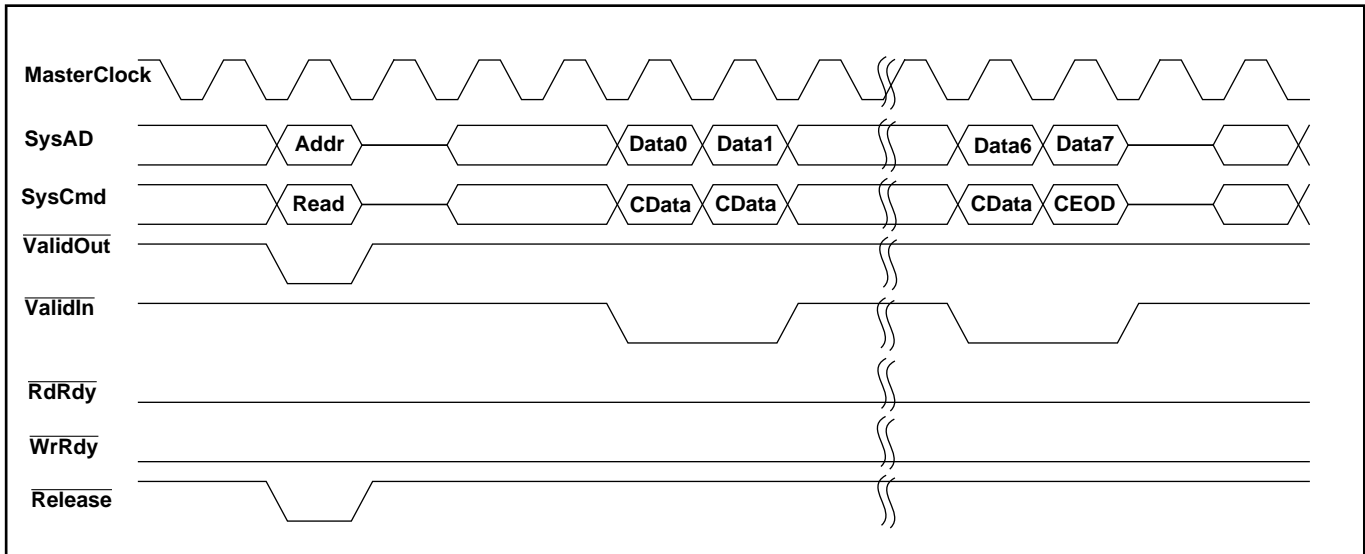 MasterClock
SysAD Addr Data0 Data1 Data6 Data7
SysCmd Read CData CData CData CEOD
ValidOut
ValidIn
RdRdy
WrRdy
Release